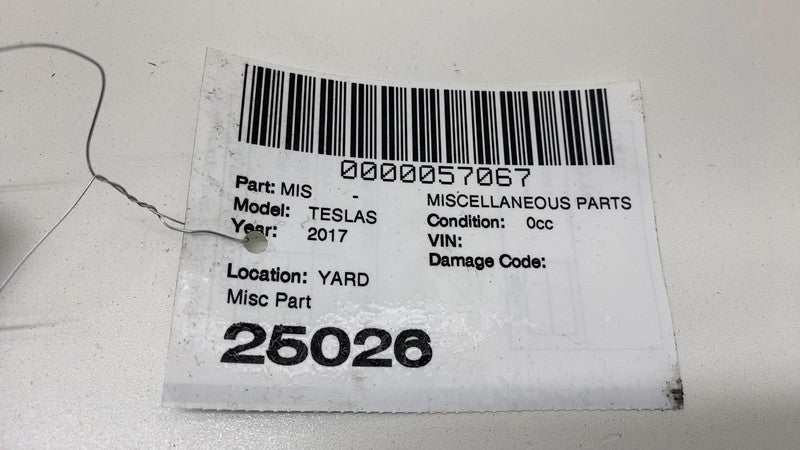 0000057067
Part: MIS - MISCELLANEOUS PARTS
Model: TESLAS Condition: 0cc
Year: 2017 VIN:
Damage Code:
Location: YARD
Misc Part
25026